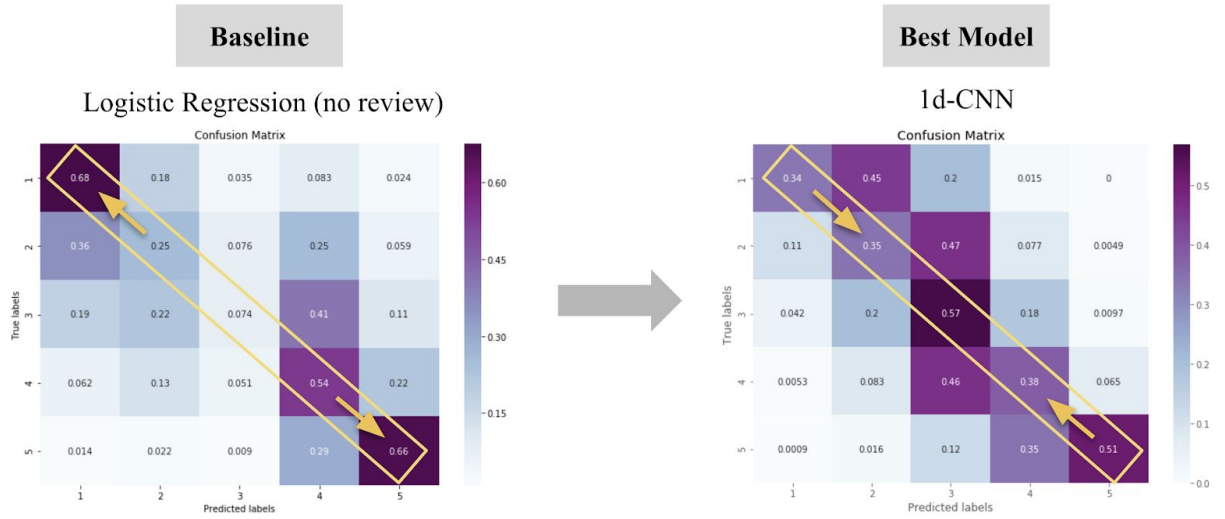 Baseline
Logistic Regression (no review)
Confusion Matrix
True labels
1
0.68 0.18 0.035 0.083 0.024
2
0.36 0.25 0.076 0.25 0.059
3
0.19 0.22 0.074 0.41 0.11
4
0.062 0.13 0.051 0.54 0.22
5
0.014 0.022 0.009 0.29 0.66
1 2 3 4 5
Predicted labels
0.60
0.45
0.30
0.15
Best Model
1d-CNN
Confusion Matrix
True labels
1
0.34 0.45 0.2 0.015 0
2
0.11 0.35 0.47 0.077 0.0049
3
0.042 0.2 0.57 0.18 0.0097
4
0.0053 0.083 0.46 0.38 0.065
5
0.0009 0.016 0.12 0.35 0.51
1 2 3 4 5
Predicted labels
0.5
0.4
0.3
0.2
0.1
0.0